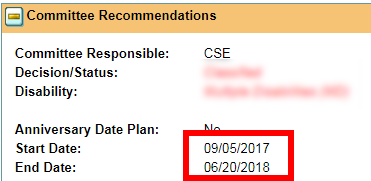 Committee Recommendations
Committee Responsible: CSE
Decision/Status:
Disability:
Anniversary Date Plan: No
Start Date: 09/05/2017
End Date: 06/20/2018